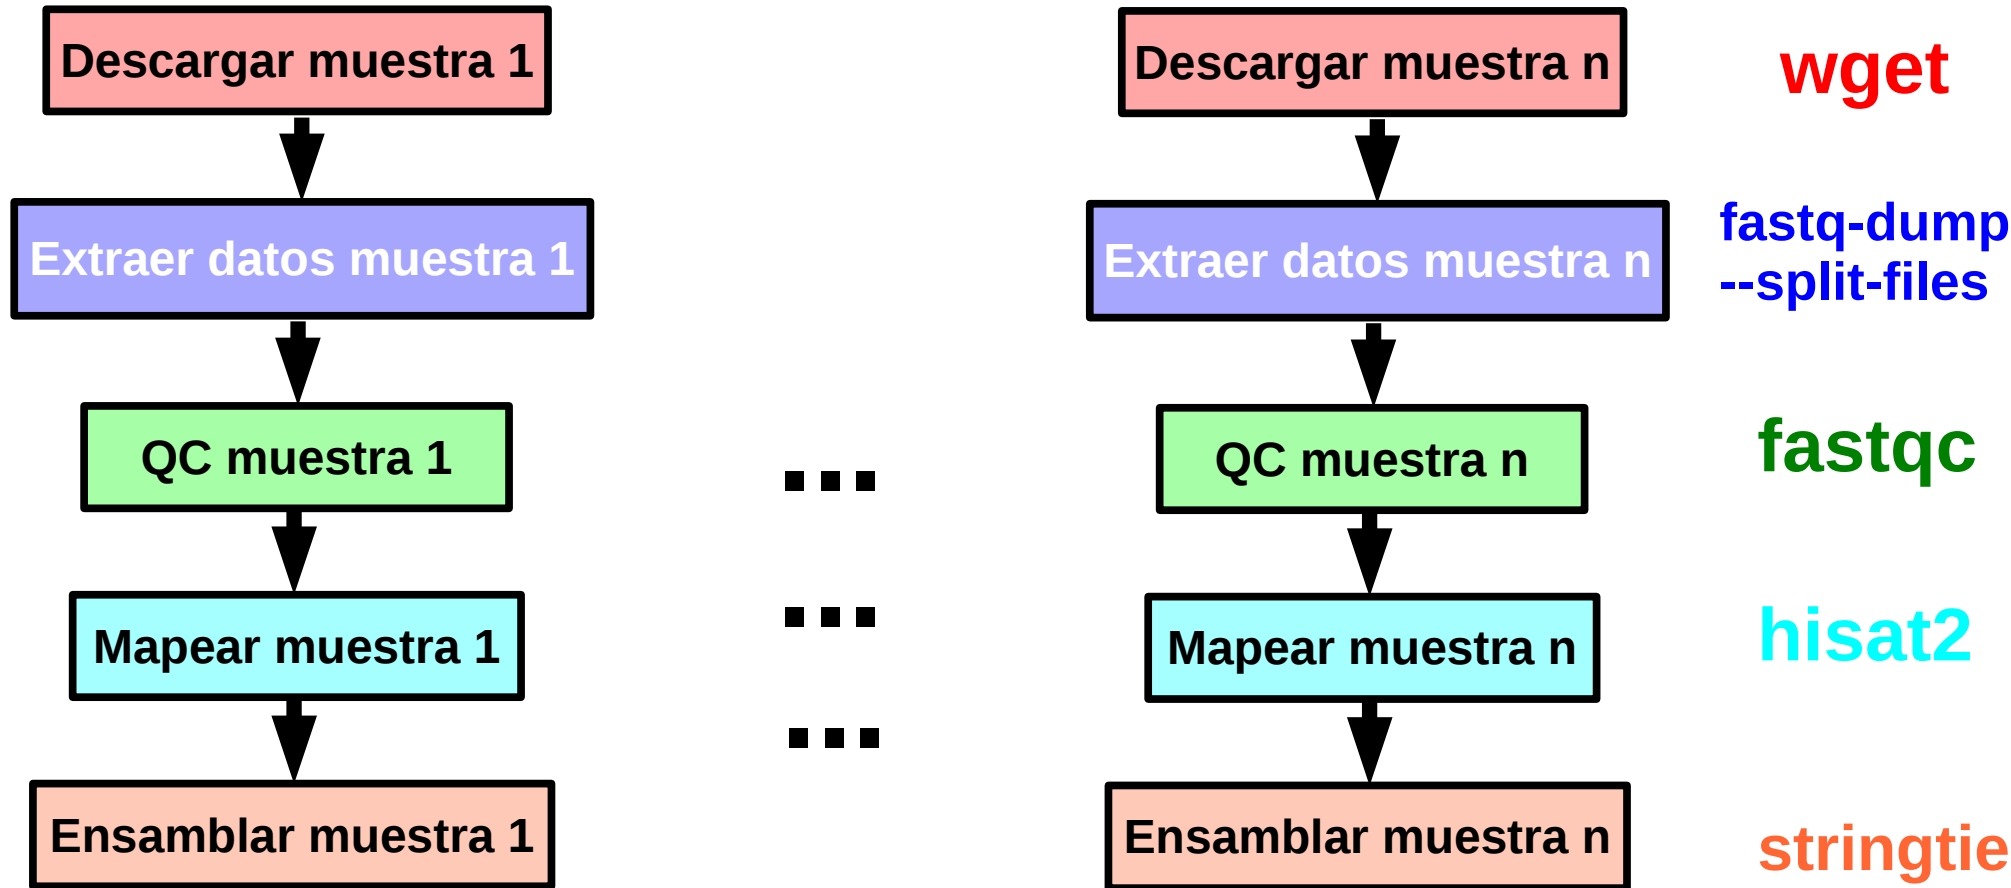 Descargar muestra 1
Descargar muestra n
wget
Extraer datos muestra 1
Extraer datos muestra n
fastq-dump
--split-files
QC muestra 1
QC muestra n
fastqc
...
Mapear muestra 1
Mapear muestra n
hisat2
...
...
Ensamblar muestra 1
Ensamblar muestra n
stringtie